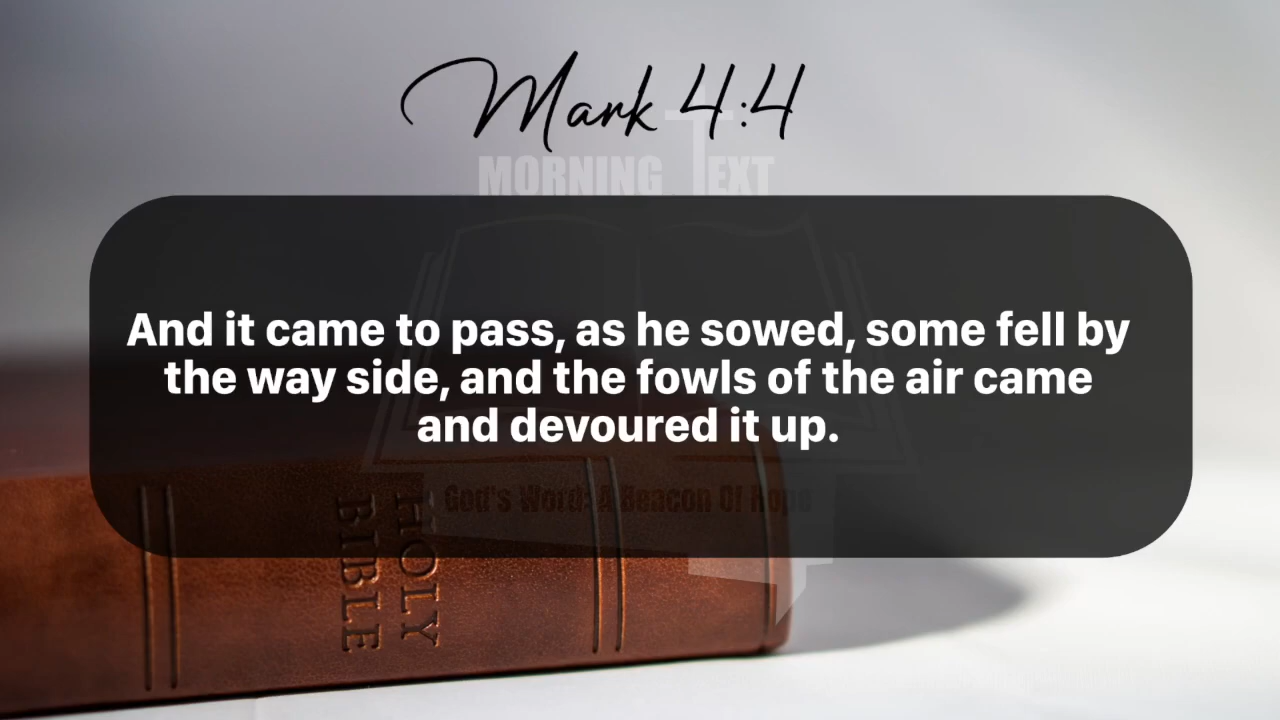 Mark 4:4
MORNING TEXT
And it came to pass, as he sowed, some fell by
the way side, and the fowls of the air came
and devoured it up.
God's Word: A Beacon Of Hope
HOLY
BIBLE